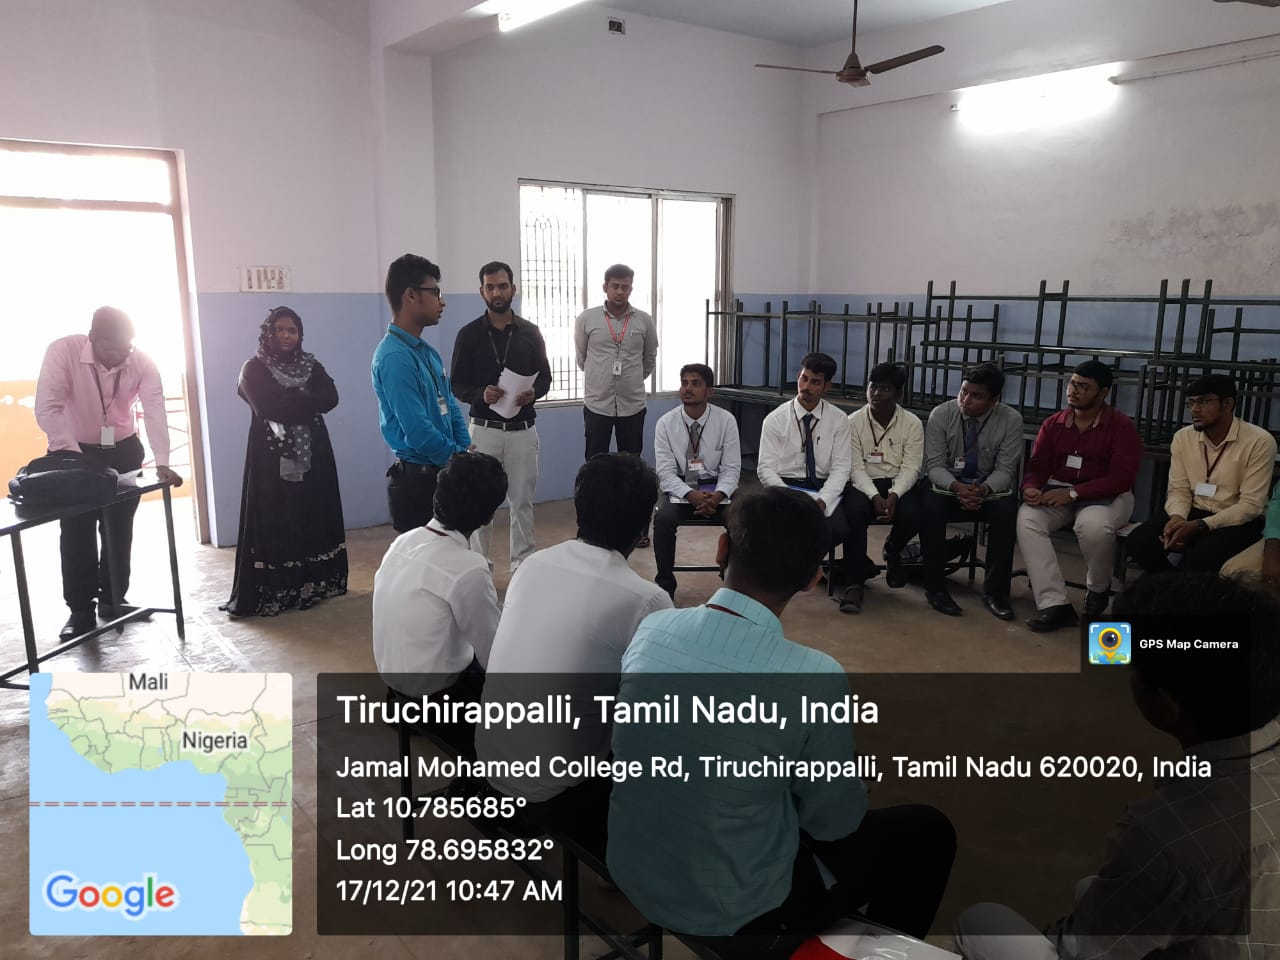 GPS Map Camera
Mali
Nigeria
Google
Tiruchirappalli, Tamil Nadu, India
Jamal Mohamed College Rd, Tiruchirappalli, Tamil Nadu 620020, India
Lat 10.785685°
Long 78.695832°
17/12/21 10:47 AM